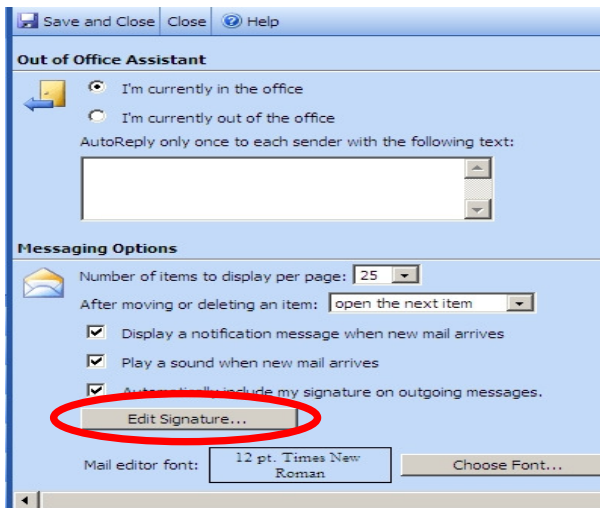 Save and Close Close Help
Out of Office Assistant
I'm currently in the office
I'm currently out of the office
AutoReply only once to each sender with the following text:
Messaging Options
Number of items to display per page: 25
After moving or deleting an item: open the next item
Display a notification message when new mail arrives
Play a sound when new mail arrives
Automatically include my signature on outgoing messages.
Edit Signature...
Mail editor font: 12 pt. Times New
Roman
Choose Font...